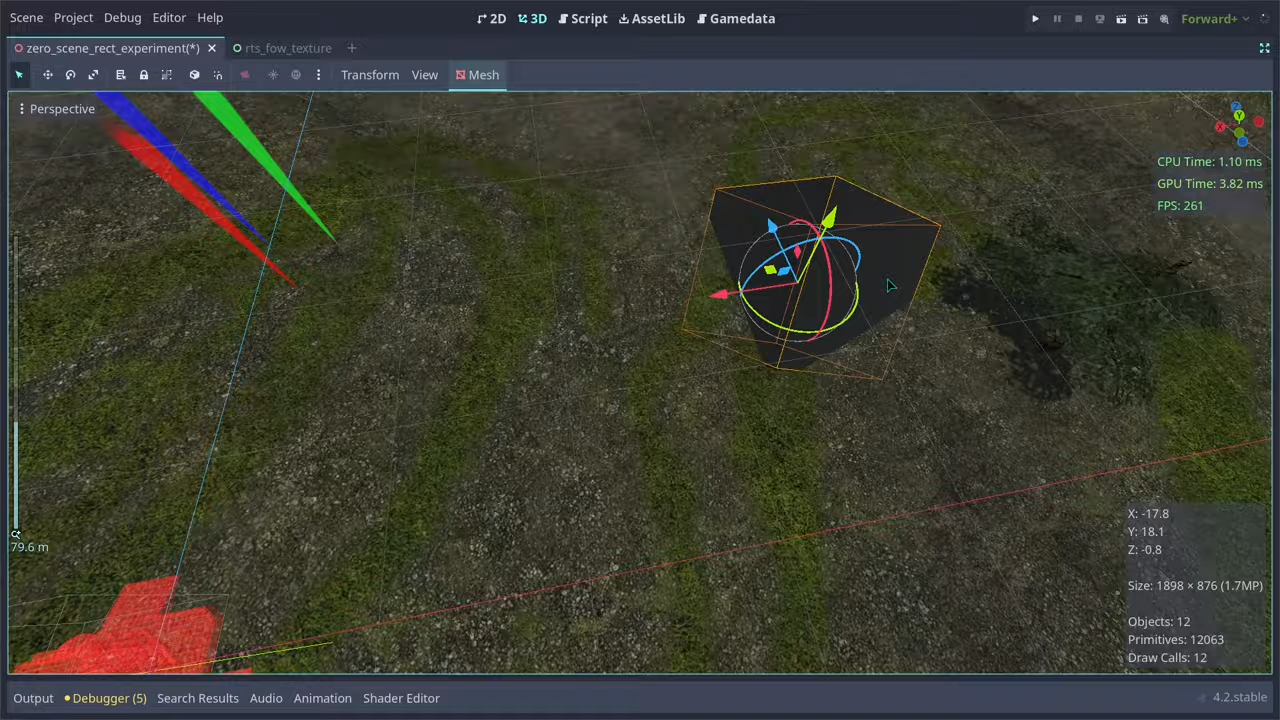 Scene Project Debug Editor Help 2D 3D Script AssetLib Gamedata Forward+
zero_scene_rect_experiment(*) rts_fow_texture
Transform View Mesh
Perspective
Y
Z
X
CPU Time: 1.10 ms
GPU Time: 3.82 ms
FPS: 261
79.6 m
X: -17.8
Y: 18.1
Z: -0.8
Size: 1898 × 876 (1.7MP)
Objects: 12
Primitives: 12063
Draw Calls: 12
Output Debugger (5) Search Results Audio Animation Shader Editor 4.2.stable